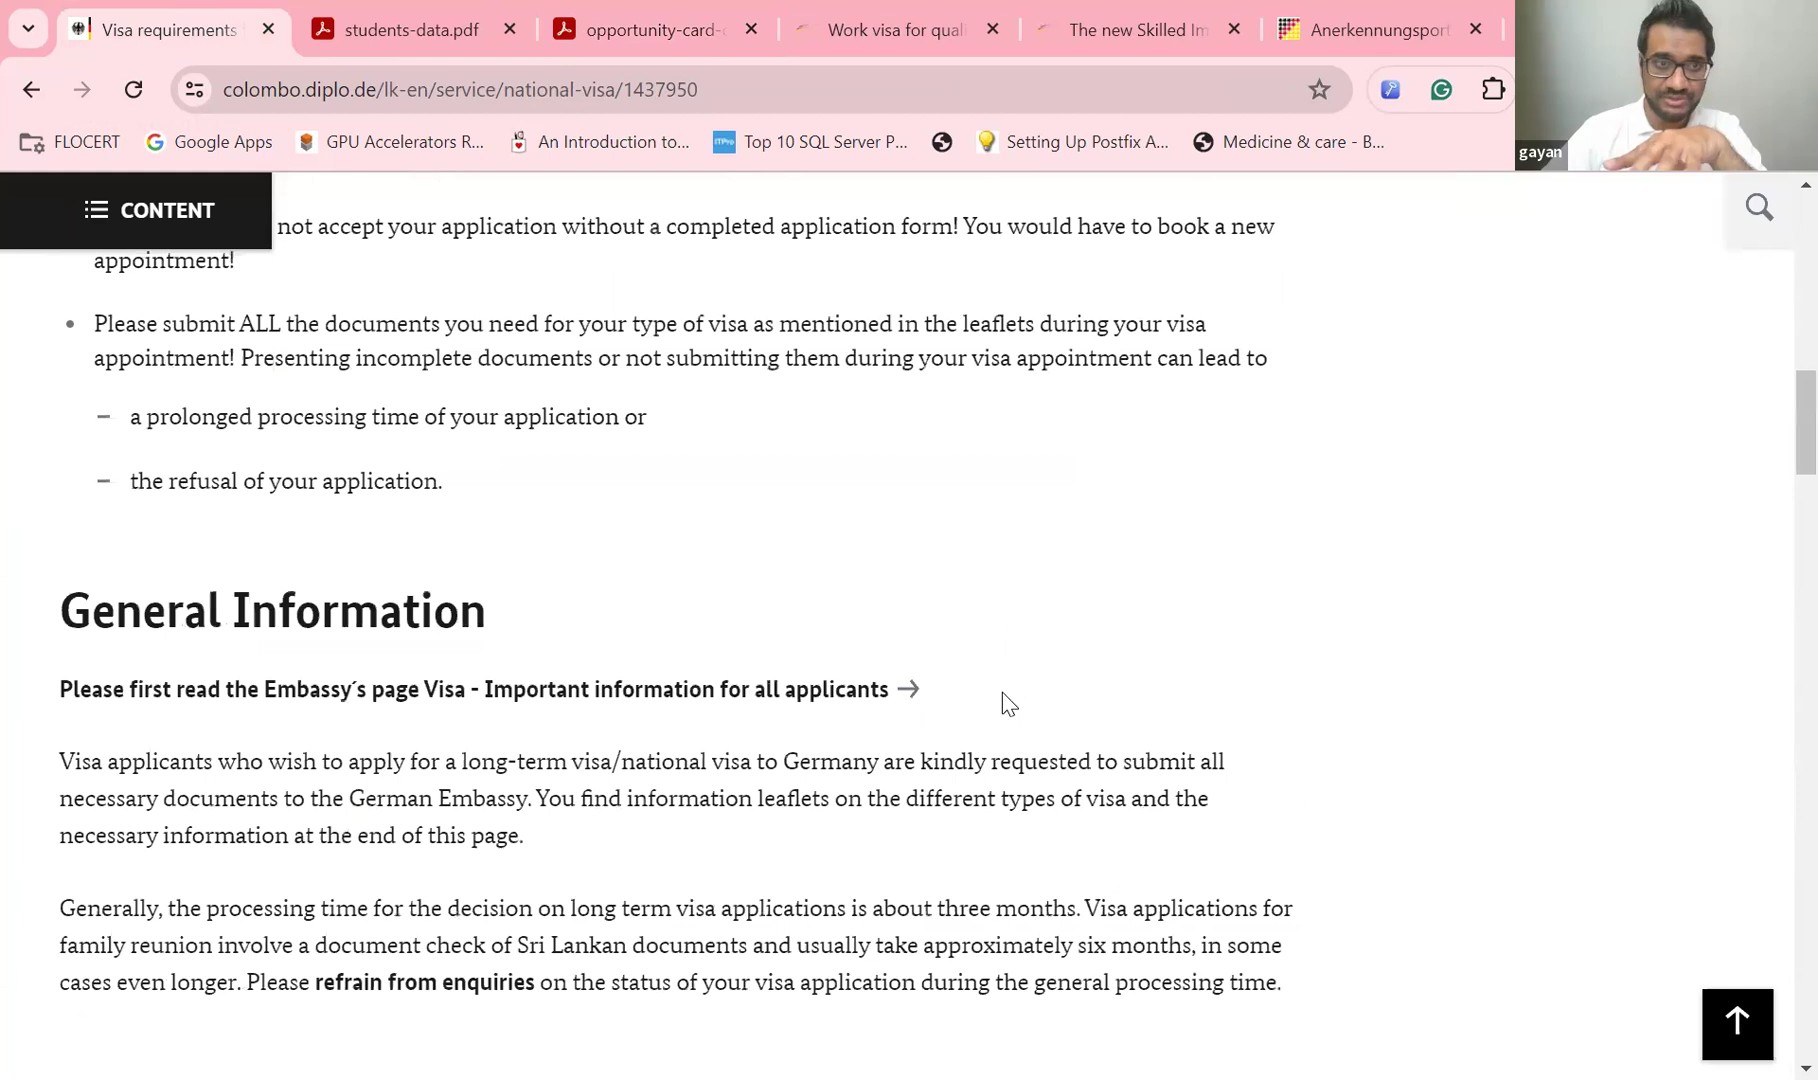 Visa requirements
students-data.pdf
opportunity-card-
Work visa for quali
The new Skilled Im
Anerkennungsport
colombo.diplo.de/lk-en/service/national-visa/1437950
FLOCERT
Google Apps
GPU Accelerators R...
An Introduction to...
ITPro
Top 10 SQL Server P...
Setting Up Postfix A...
Medicine & care - B...
gayan
CONTENT
not accept your application without a completed application form! You would have to book a new
appointment!
• Please submit ALL the documents you need for your type of visa as mentioned in the leaflets during your visa
appointment! Presenting incomplete documents or not submitting them during your visa appointment can lead to
– a prolonged processing time of your application or
– the refusal of your application.
General Information
Please first read the Embassy´s page Visa - Important information for all applicants →
Visa applicants who wish to apply for a long-term visa/national visa to Germany are kindly requested to submit all
necessary documents to the German Embassy. You find information leaflets on the different types of visa and the
necessary information at the end of this page.
Generally, the processing time for the decision on long term visa applications is about three months. Visa applications for
family reunion involve a document check of Sri Lankan documents and usually take approximately six months, in some
cases even longer. Please refrain from enquiries on the status of your visa application during the general processing time.